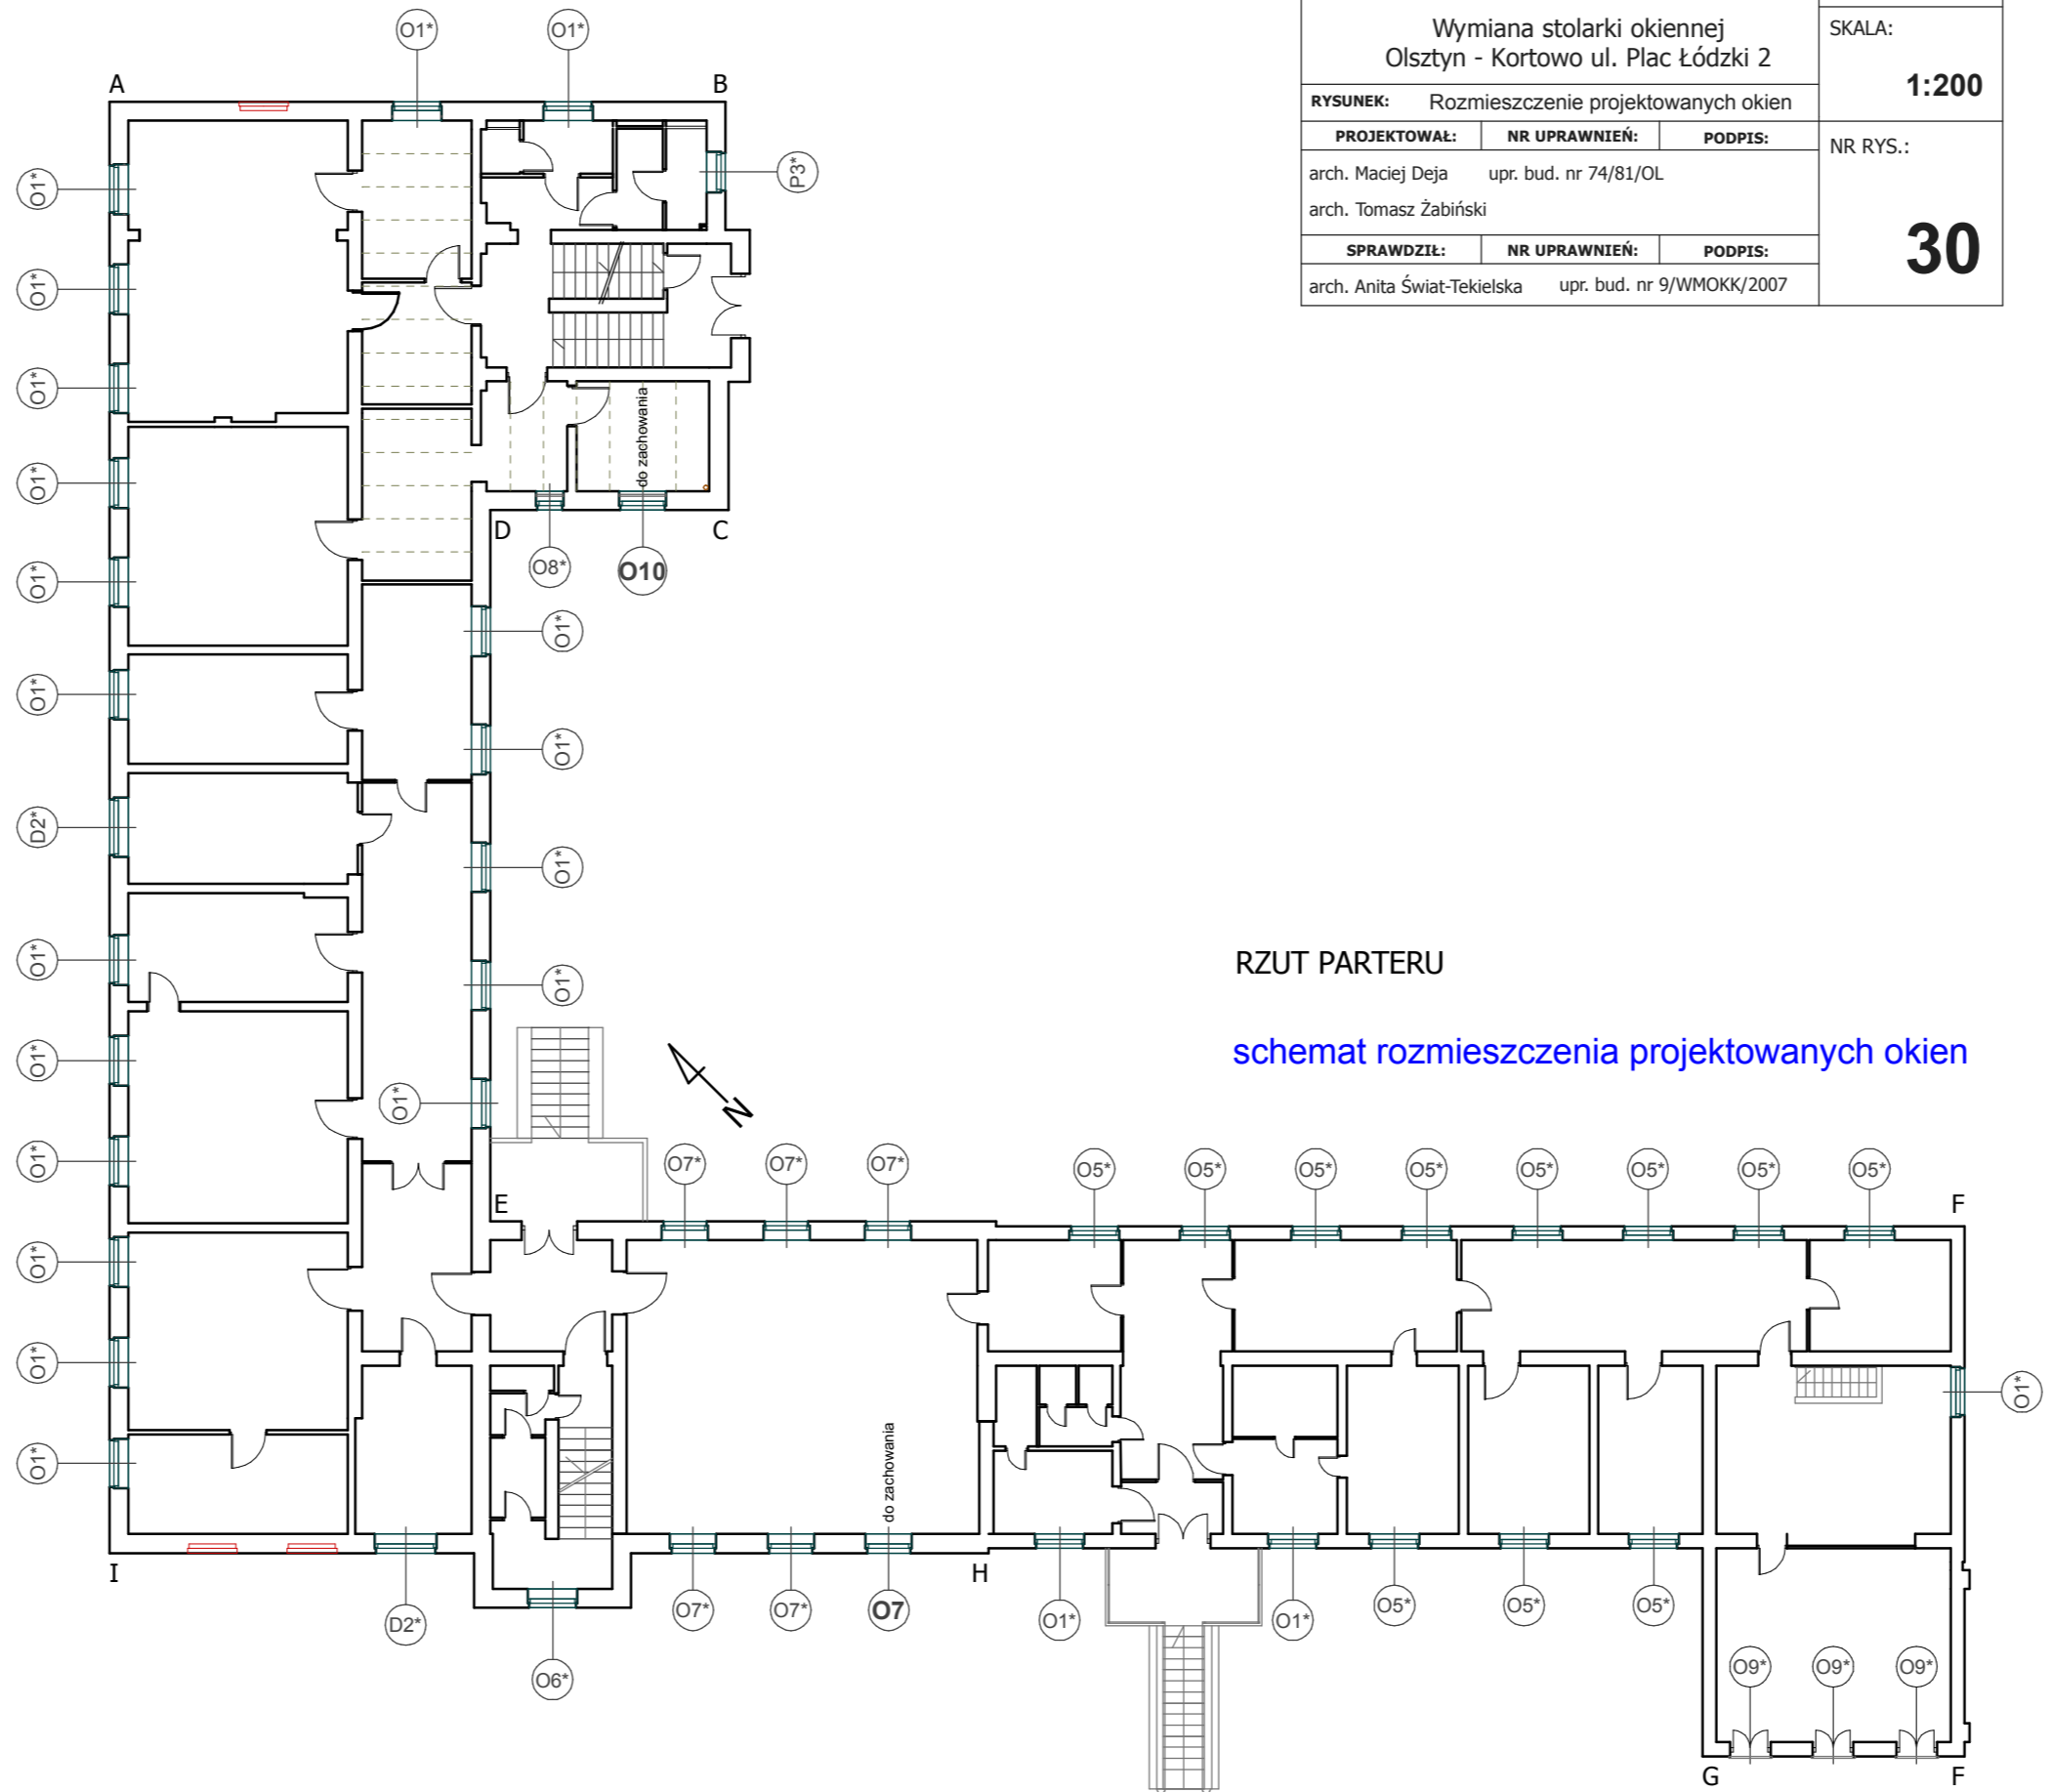 Wymiana stolarki okiennej
Olsztyn - Kortowo ul. Plac Łódzki 2
SKALA:
1:200
RYSUNEK: Rozmieszczenie projektowanych okien
PROJEKTOWAŁ: NR UPRAWNIEŃ: PODPIS:
NR RYS.:
arch. Maciej Deja upr. bud. nr 74/81/OL
arch. Tomasz Żabiński
30
SPRAWDZIŁ: NR UPRAWNIEŃ: PODPIS:
arch. Anita Świat-Tekielska upr. bud. nr 9/WMOKK/2007
O1* O1*
A B
P3*
O1*
O1*
O1*
do zachowania
O1*
D C
O8* O10
O1*
O1*
O1*
O1*
D2*
O1*
O1*
O1*
O1*
O1*
O1*
RZUT PARTERU
schemat rozmieszczenia projektowanych okien
N
O1*
O7* O7* O7* O5* O5* O5* O5* O5* O5* O5* O5*
E F
O1*
O1*
O1*
O1*
do zachowania
I H
D2* O7* O7* O7 O1* O1* O5* O5* O5*
O6*
O9* O9* O9*
G F